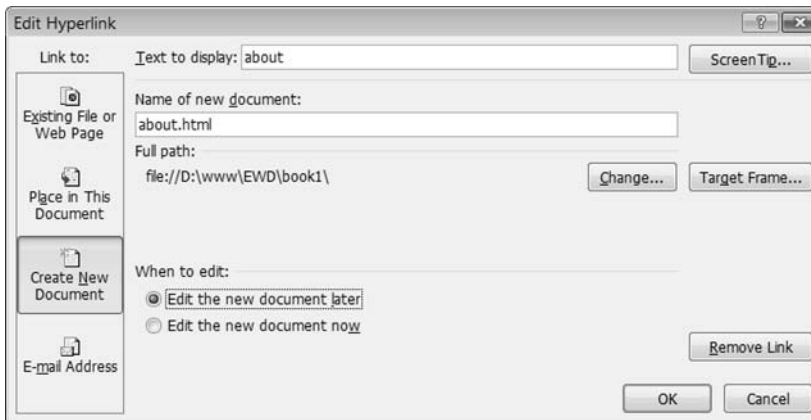 Edit Hyperlink
Link to:
Text to display: about
ScreenTip...
Existing File or
Web Page
Name of new document:
about.html
Full path:
file://D:\www\EWD\book1\
Change...
Target Frame...
Place in This
Document
Create New
Document
When to edit:
Edit the new document later
Edit the new document now
E-mail Address
Remove Link
OK
Cancel